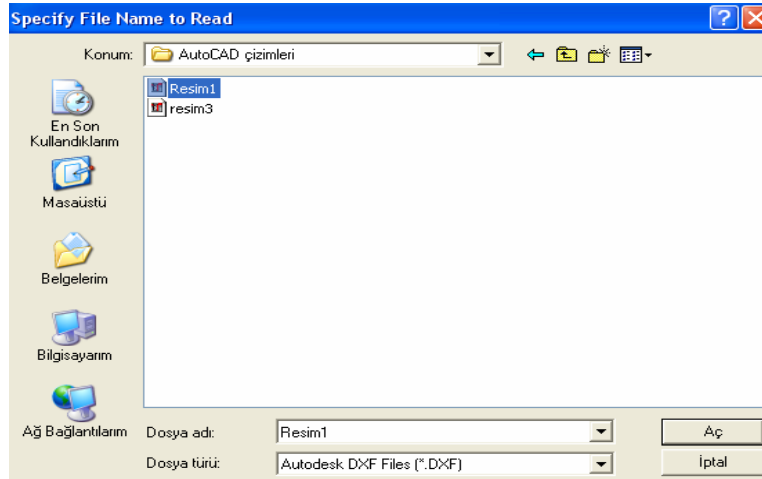 Specify File Name to Read
Konum:
AutoCAD çizimleri
Resim1
resim3
En Son
Kullandıklarım
Masaüstü
Belgelerim
Bilgisayarım
Ağ Bağlantılarım
Dosya adı:
Resim1
Aç
Dosya türü:
Autodesk DXF Files (*.DXF)
İptal